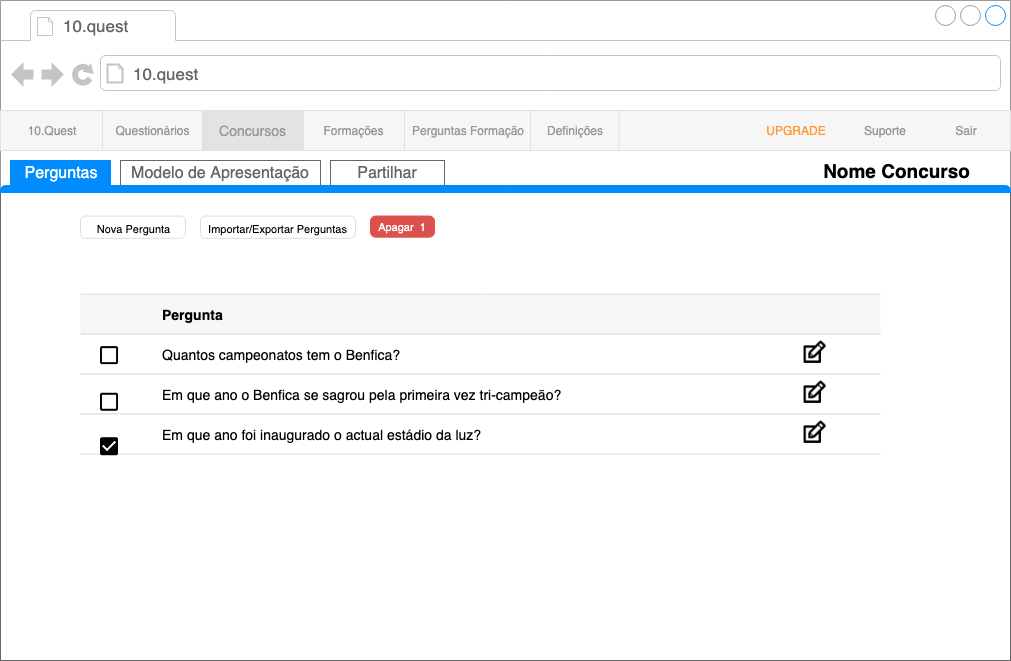 10.quest
10.quest
10.Quest Questionários Concursos Formações Perguntas Formação Definições UPGRADE Suporte Sair
Perguntas Modelo de Apresentação Partilhar Nome Concurso
Nova Pergunta Importar/Exportar Perguntas Apagar 1
Pergunta
Quantos campeonatos tem o Benfica?
Em que ano o Benfica se sagrou pela primeira vez tri-campeão?
Em que ano foi inaugurado o actual estádio da luz?